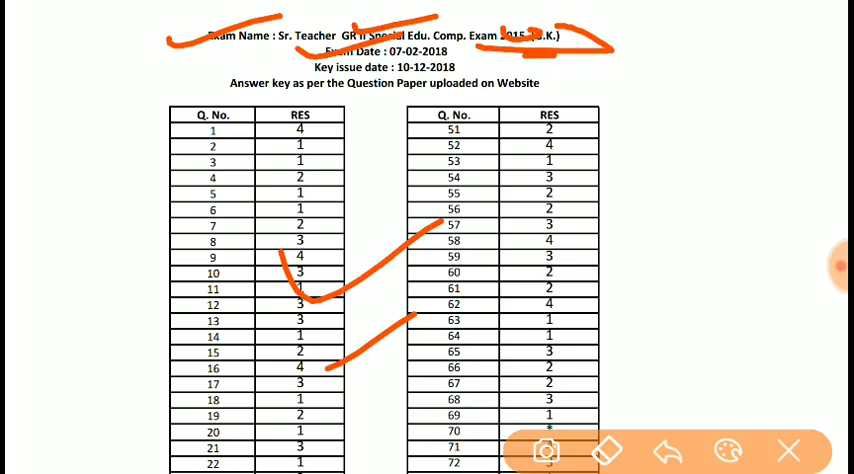 Exam Name : Sr. Teacher GR II Special Edu. Comp. Exam 2015 (G.K.)
Exam Date : 07-02-2018
Key issue date : 10-12-2018
Answer key as per the Question Paper uploaded on Website
Q. No. RES Q. No. RES
1 4 51 2
2 1 52 4
3 1 53 1
4 2 54 3
5 1 55 2
6 1 56 2
7 2 57 3
8 3 58 4
9 4 59 3
10 3 60 2
11 1 61 2
12 3 62 4
13 3 63 1
14 1 64 1
15 2 65 3
16 4 66 2
17 3 67 2
18 1 68 3
19 2 69 1
20 1 70 *
21 3 71
22 1 72